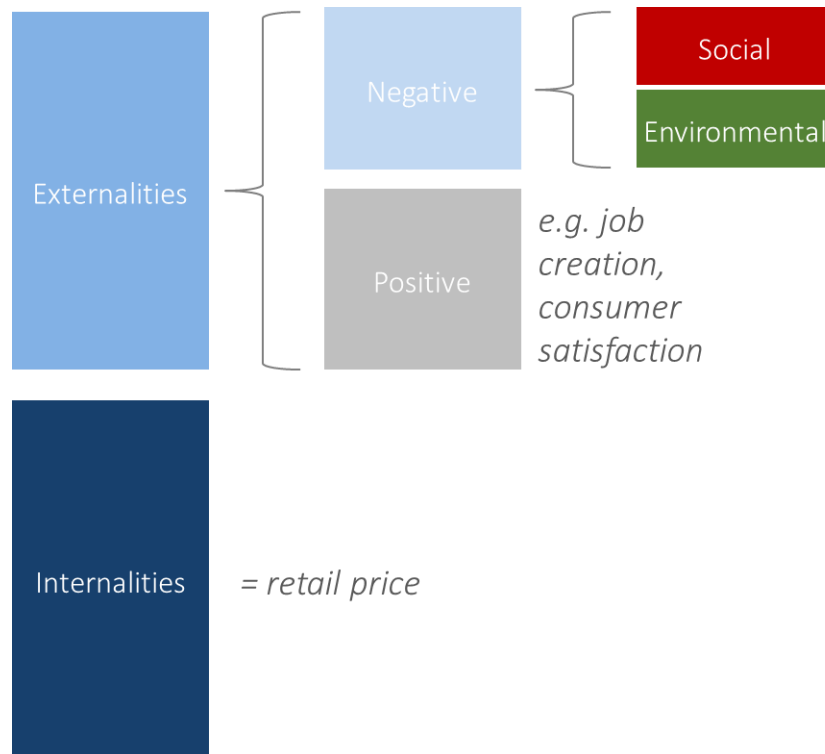 Social
Negative
Environmental
Externalities
e.g. job
creation,
Positive
consumer
satisfaction
Internalities
= retail price